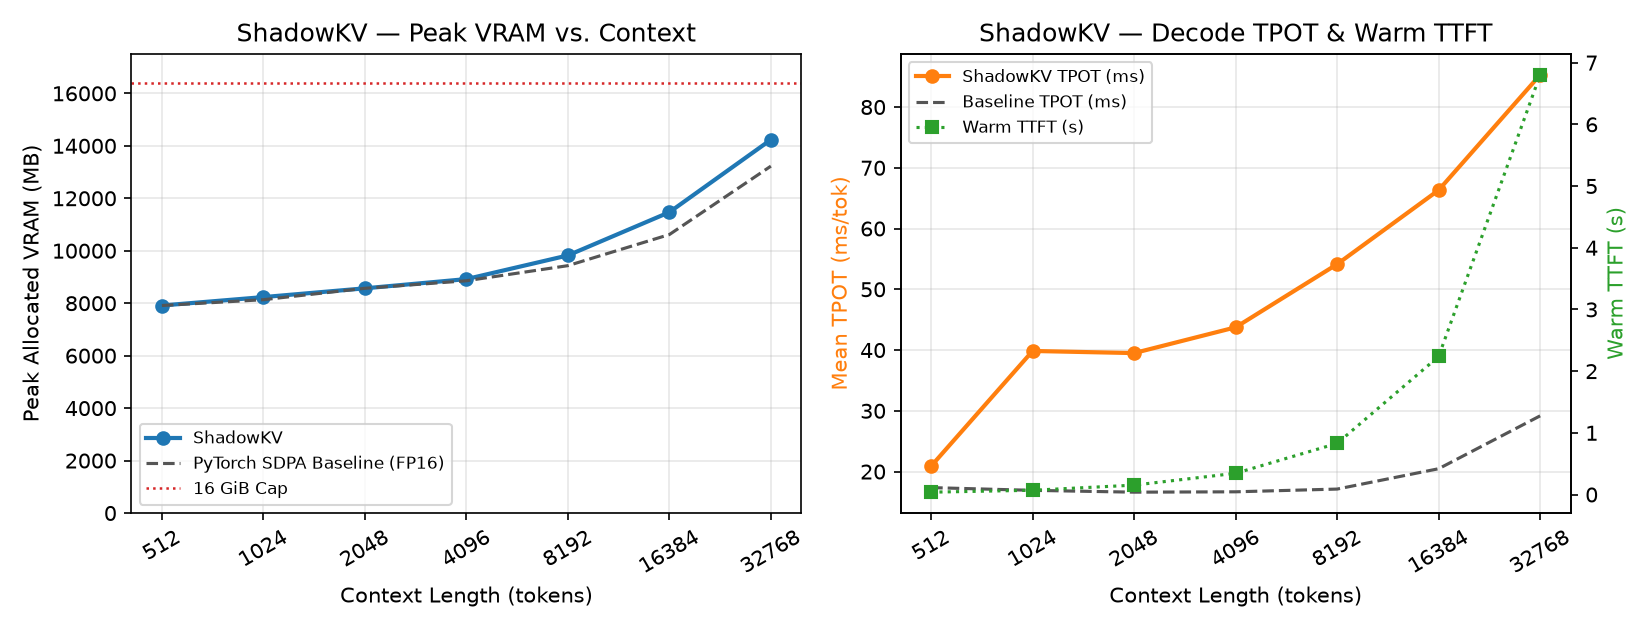 ShadowKV — Peak VRAM vs. Context
Peak Allocated VRAM (MB)
16000
14000
12000
10000
8000
6000
4000
2000
0
ShadowKV
PyTorch SDPA Baseline (FP16)
16 GiB Cap
512
1024
2048
4096
8192
16384
32768
Context Length (tokens)
ShadowKV — Decode TPOT & Warm TTFT
Mean TPOT (ms/tok)
80
70
60
50
40
30
20
ShadowKV TPOT (ms)
Baseline TPOT (ms)
Warm TTFT (s)
7
6
5
4
3
2
1
0
Warm TTFT (s)
512
1024
2048
4096
8192
16384
32768
Context Length (tokens)